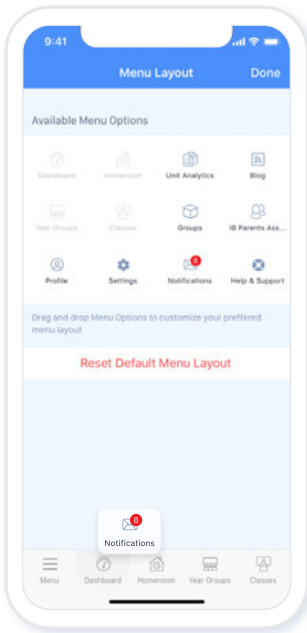 9:41
Menu Layout Done
Available Menu Options
Dashboard Homeroom Unit Analytics Blog
Year Groups Classes Groups IB Parents Ass...
8
Profile Settings Notifications Help & Support
Drag and drop Menu Options to customize your preffered
menu layout
Reset Default Menu Layout
8
Notifications
Menu Dashboard Homeroom Year Groups Classes